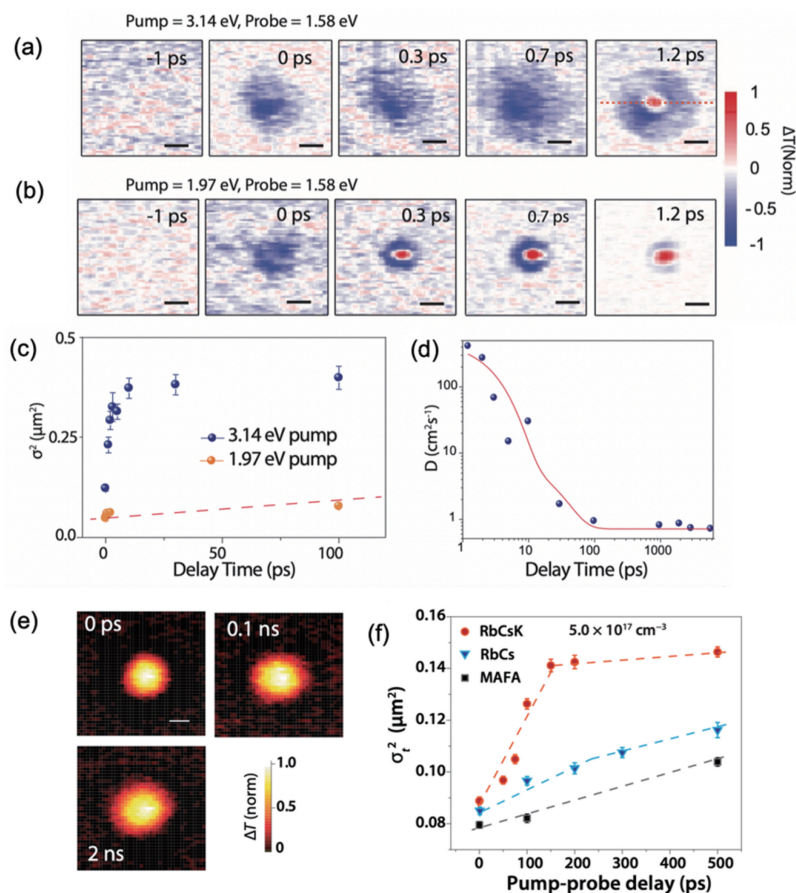 Pump = 3.14 eV, Probe = 1.58 eV
(a)
-1 ps
0 ps
0.3 ps
0.7 ps
1.2 ps
1
0.5
0
-0.5
-1
ΔT(Norm)
(b)
Pump = 1.97 eV, Probe = 1.58 eV
-1 ps
0 ps
0.3 ps
0.7 ps
1.2 ps
(c)
0.5
0.25
0.0
σ² (μm²)
3.14 eV pump
1.97 eV pump
0
50
100
Delay Time (ps)
(d)
100
10
1
D (cm²s⁻¹)
1
10
100
1000
Delay Time (ps)
(e)
0 ps
0.1 ns
2 ns
1.0
0.5
0
ΔT (norm)
(f)
0.16
0.14
0.12
0.10
0.08
σt² (μm²)
RbCsK
RbCs
MAFA
5.0 × 10¹⁷ cm⁻³
0
100
200
300
400
500
Pump-probe delay (ps)